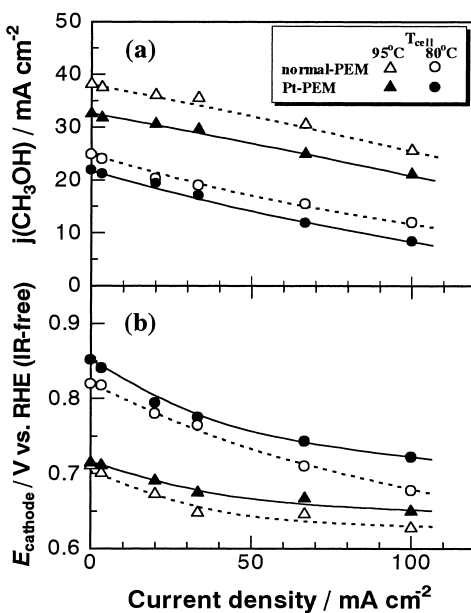 (a)
T_cell
95°C 80°C
normal-PEM
Pt-PEM
j(CH₃OH) / mA cm⁻²
50
40
30
20
10
0
(b)
E_cathode / V vs. RHE (IR-free)
0.9
0.8
0.7
0.6
0 50 100
Current density / mA cm⁻²